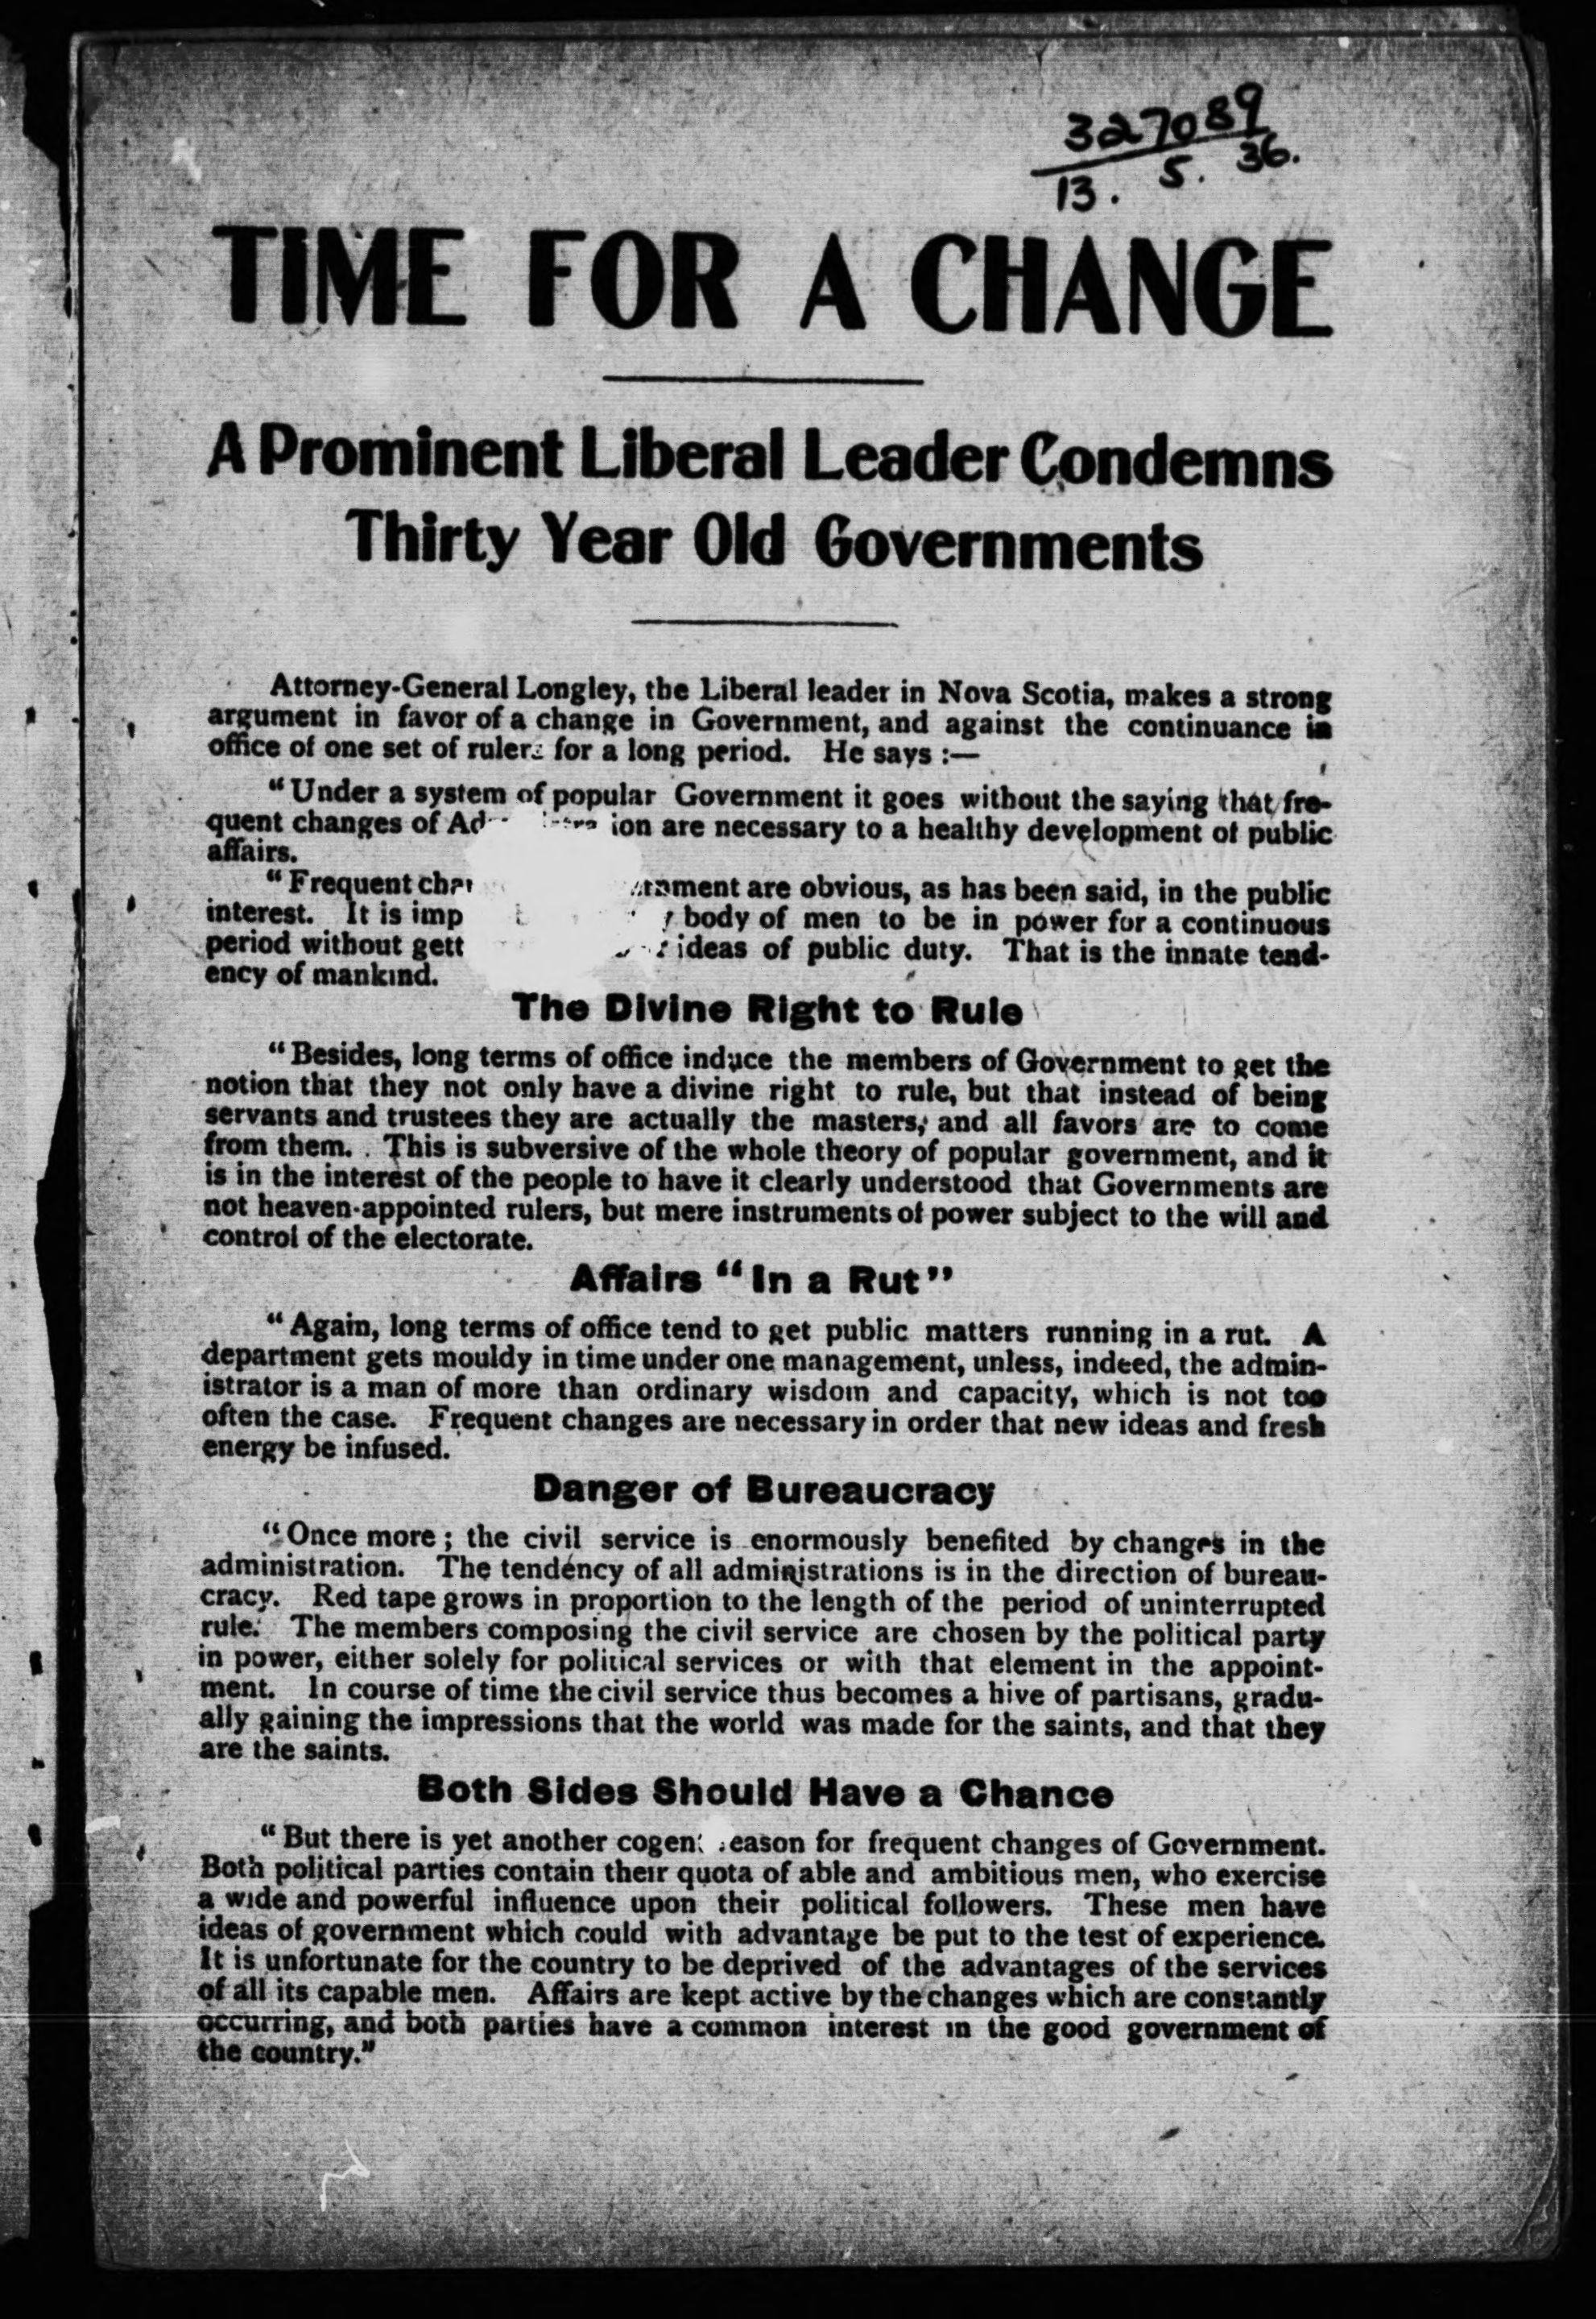 327089
13. 5. 36.
TIME FOR A CHANGE
A Prominent Liberal Leader Condemns
Thirty Year Old Governments
Attorney-General Longley, the Liberal leader in Nova Scotia, makes a strong
argument in favor of a change in Government, and against the continuance in
office of one set of rulers for a long period. He says :—
"Under a system of popular Government it goes without the saying that fre-
quent changes of are necessary to a healthy development of public
affairs.
"Frequent are obvious, as has been said, in the public
interest. It is body of men to be in power for a continuous
period without ideas of public duty. That is the innate tend-
ency of mankind.
The Divine Right to Rule
"Besides, long terms of office induce the members of Government to get the
notion that they not only have a divine right to rule, but that instead of being
servants and trustees they are actually the masters, and all favors are to come
from them. This is subversive of the whole theory of popular government, and it
is in the interest of the people to have it clearly understood that Governments are
not heaven-appointed rulers, but mere instruments of power subject to the will and
control of the electorate.
Affairs "In a Rut"
"Again, long terms of office tend to get public matters running in a rut. A
department gets mouldy in time under one management, unless, indeed, the admin-
istrator is a man of more than ordinary wisdom and capacity, which is not too
often the case. Frequent changes are necessary in order that new ideas and fresh
energy be infused.
Danger of Bureaucracy
"Once more; the civil service is enormously benefited by changes in the
administration. The tendency of all administrations is in the direction of bureau-
cracy. Red tape grows in proportion to the length of the period of uninterrupted
rule. The members composing the civil service are chosen by the political party
in power, either solely for political services or with that element in the appoint-
ment. In course of time the civil service thus becomes a hive of partisans, gradu-
ally gaining the impressions that the world was made for the saints, and that they
are the saints.
Both Sides Should Have a Chance
"But there is yet another cogent reason for frequent changes of Government.
Both political parties contain their quota of able and ambitious men, who exercise
a wide and powerful influence upon their political followers. These men have
ideas of government which could with advantage be put to the test of experience.
It is unfortunate for the country to be deprived of the advantages of the services
of all its capable men. Affairs are kept active by the changes which are constantly
occurring, and both parties have a common interest in the good government of
the country."